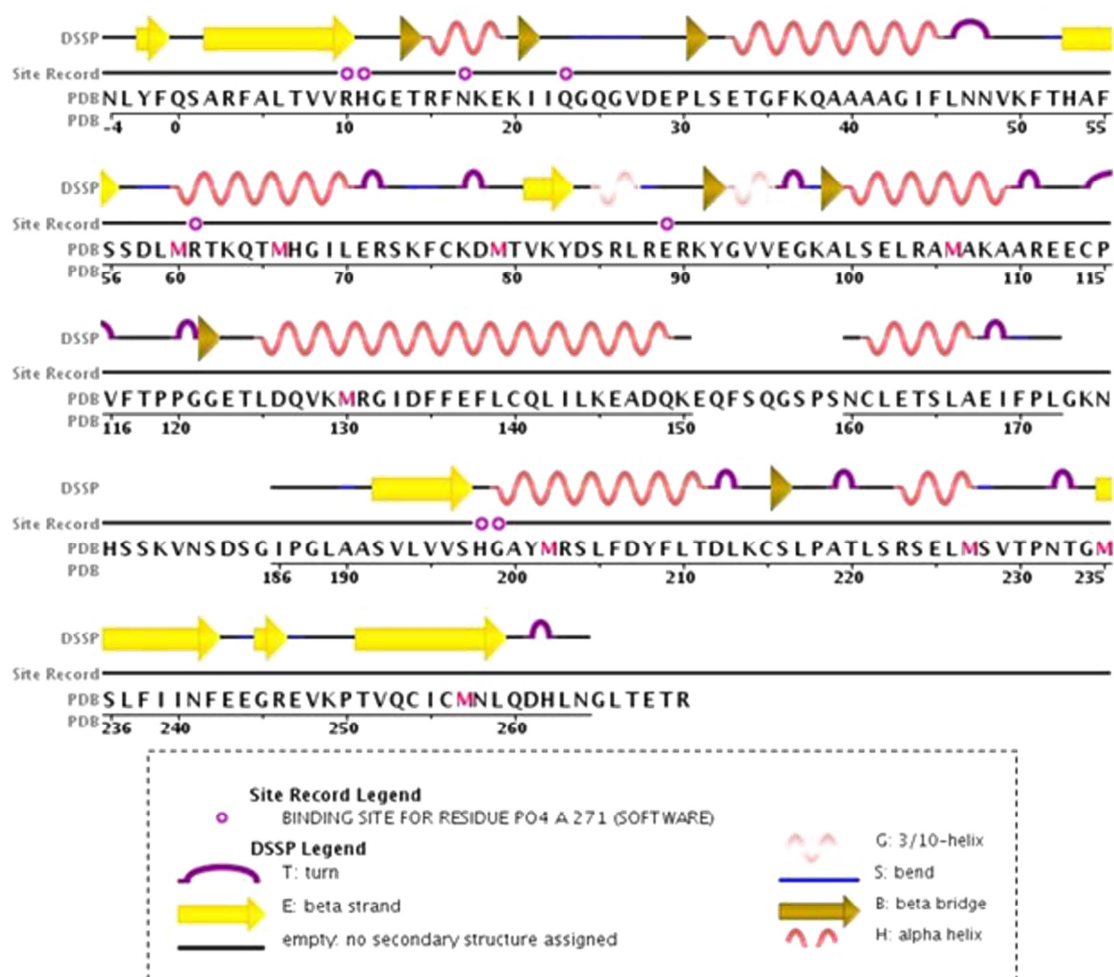 DSSP
Site Record
PDB NLYFQSARFALTVVRHGETRFNKEKIIQGQGVDEPLSETGFKQAAAAGIFLNNVKFTHAF
PDB -4 0 10 20 30 40 50 55
DSSP
Site Record
PDB SSDLMRTKQTMHGILERSKFCKDMTVKYDSRLRERKYGVVEGKALSELRAMAKAAREECP
PDB 56 60 70 80 90 100 110 115
DSSP
Site Record
PDB VFTPPGGETLDQVKMRGIDFFEFLCQLILKEADQKEQFSQGSPSNCLETSLAEIFPLGKN
PDB 116 120 130 140 150 160 170
DSSP
Site Record
PDB HSSKVNSDSGIPGLAASVLVVSHGAYMRSLFDYFLTDLKCSLPATLSRSELMSVTPNTGM
PDB 186 190 200 210 220 230 235
DSSP
Site Record
PDB SLFIINFEEGREVKPTVQCICMNLQDHLNGLTETR
PDB 236 240 250 260
Site Record Legend
BINDING SITE FOR RESIDUE PO4 A 271 (SOFTWARE)
DSSP Legend
T: turn
E: beta strand
empty: no secondary structure assigned
G: 3/10-helix
S: bend
B: beta bridge
H: alpha helix